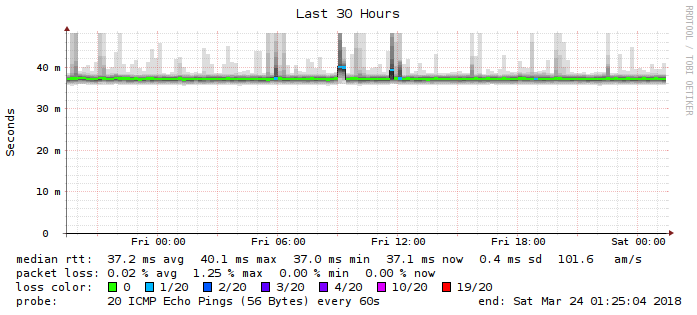 Last 30 Hours
RRDTOOL / TOBI OETIKER
Seconds
40 m
30 m
20 m
10 m
0
Fri 00:00 Fri 06:00 Fri 12:00 Fri 18:00 Sat 00:00
median rtt: 37.2 ms avg 40.1 ms max 37.0 ms min 37.1 ms now 0.4 ms sd 101.6 am/s
packet loss: 0.02 % avg 1.25 % max 0.00 % min 0.00 % now
loss color: 0 1/20 2/20 3/20 4/20 10/20 19/20
probe: 20 ICMP Echo Pings (56 Bytes) every 60s end: Sat Mar 24 01:25:04 2018